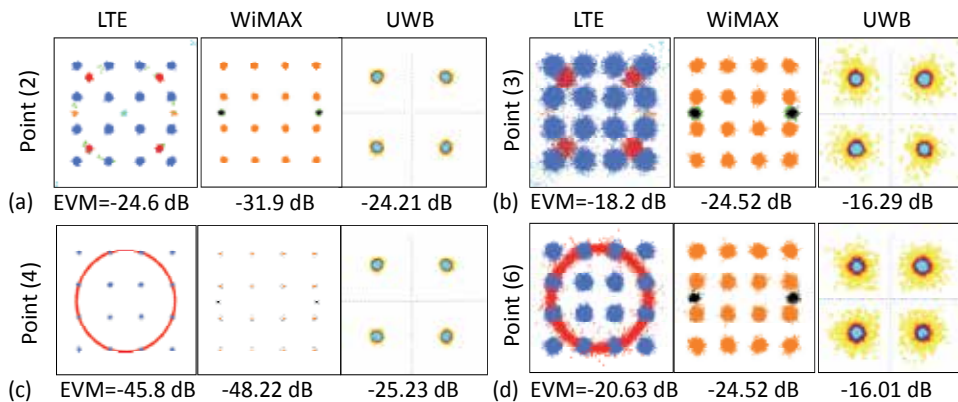 LTE WiMAX UWB
Point (2)
(a) EVM=-24.6 dB -31.9 dB -24.21 dB
LTE WiMAX UWB
Point (3)
(b) EVM=-18.2 dB -24.52 dB -16.29 dB
Point (4)
(c) EVM=-45.8 dB -48.22 dB -25.23 dB
Point (6)
(d) EVM=-20.63 dB -24.52 dB -16.01 dB